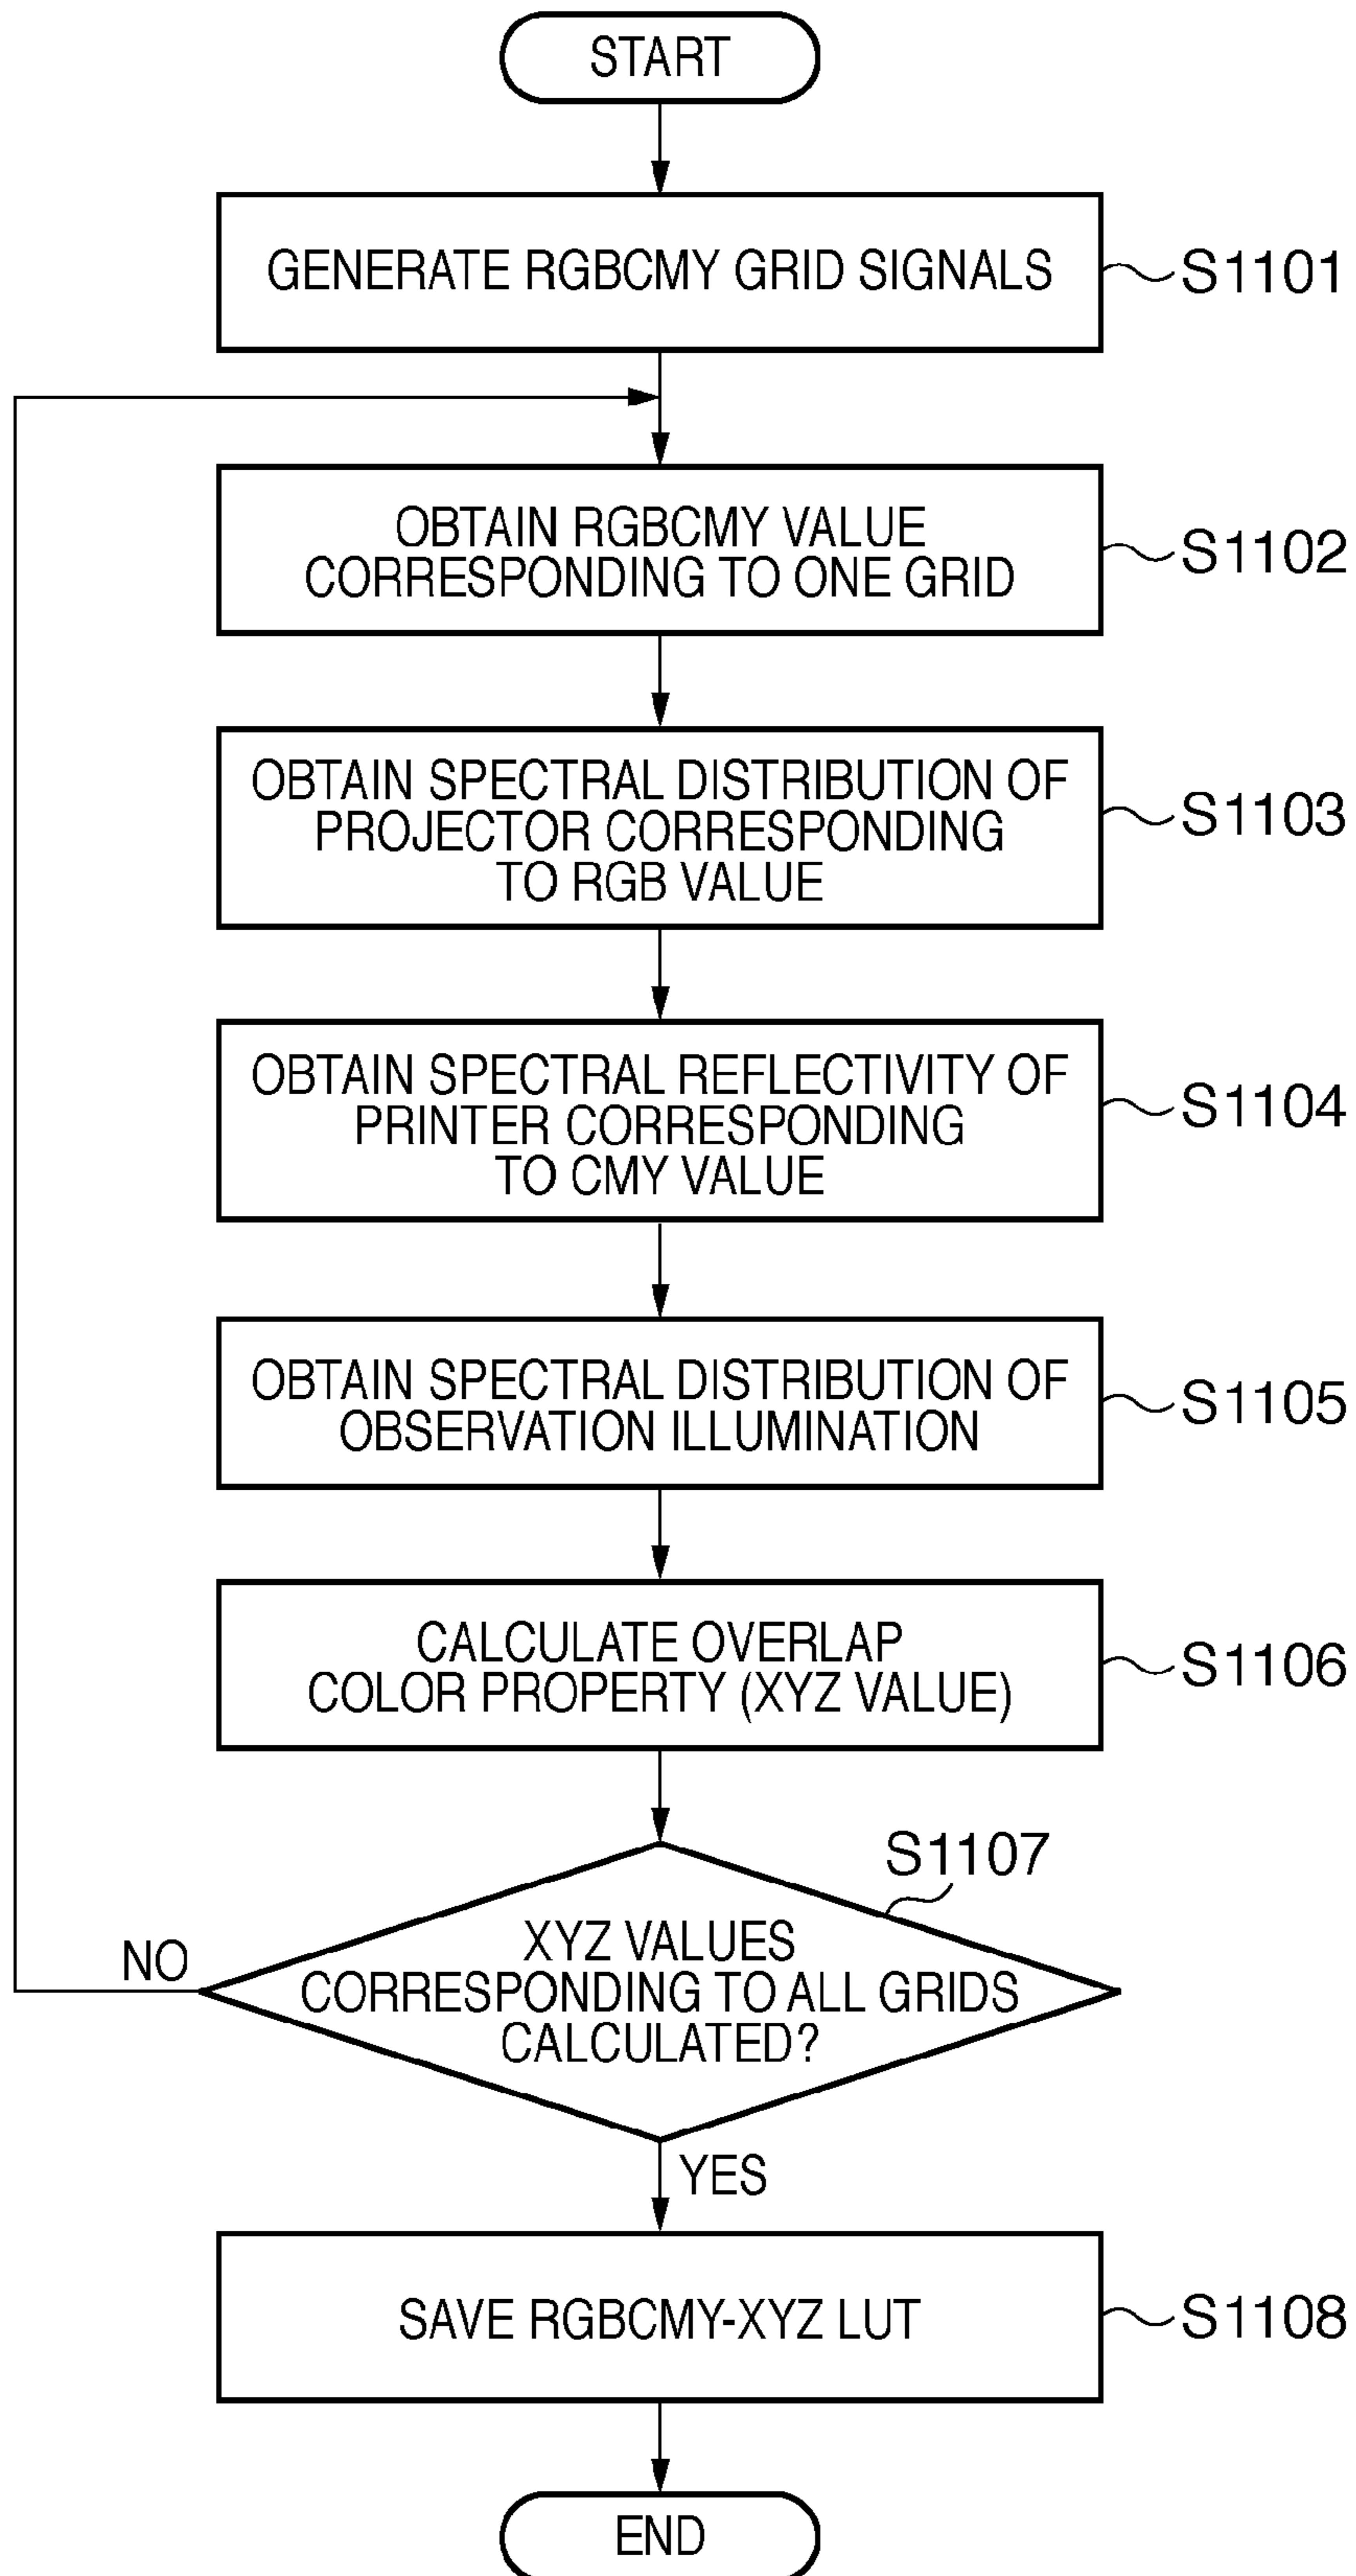 START
GENERATE RGBCMY GRID SIGNALS
S1101
OBTAIN RGBCMY VALUE
CORRESPONDING TO ONE GRID
S1102
OBTAIN SPECTRAL DISTRIBUTION OF
PROJECTOR CORRESPONDING
TO RGB VALUE
S1103
OBTAIN SPECTRAL REFLECTIVITY OF
PRINTER CORRESPONDING
TO CMY VALUE
S1104
OBTAIN SPECTRAL DISTRIBUTION OF
OBSERVATION ILLUMINATION
S1105
CALCULATE OVERLAP
COLOR PROPERTY (XYZ VALUE)
S1106
S1107
XYZ VALUES
CORRESPONDING TO ALL GRIDS
CALCULATED?
NO
YES
SAVE RGBCMY-XYZ LUT
S1108
END